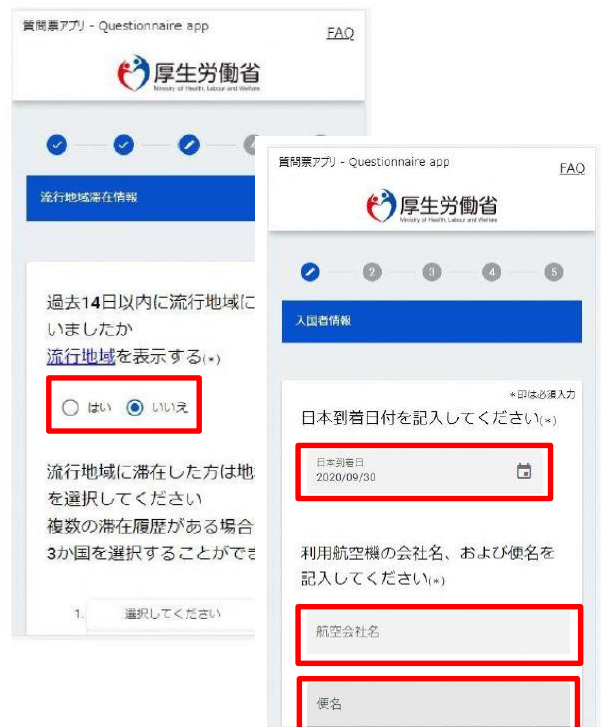 質問票アプリ - Questionnaire app
FAQ
厚生労働省
Ministry of Health, Labour and Welfare
流行地域滞在情報
過去14日以内に流行地域に
いましたか
流行地域を表示する(*)
はい
いいえ
流行地域に滞在した方は地
を選択してください
複数の滞在履歴がある場合
3か国を選択することができ
1. 選択してください
質問票アプリ - Questionnaire app
FAQ
厚生労働省
Ministry of Health, Labour and Welfare
2 3 4 5
入国者情報
*印は必須入力
日本到着日付を記入してください(*)
日本到着日
2020/09/30
利用航空機の会社名、および便名を
記入してください(*)
航空会社名
便名